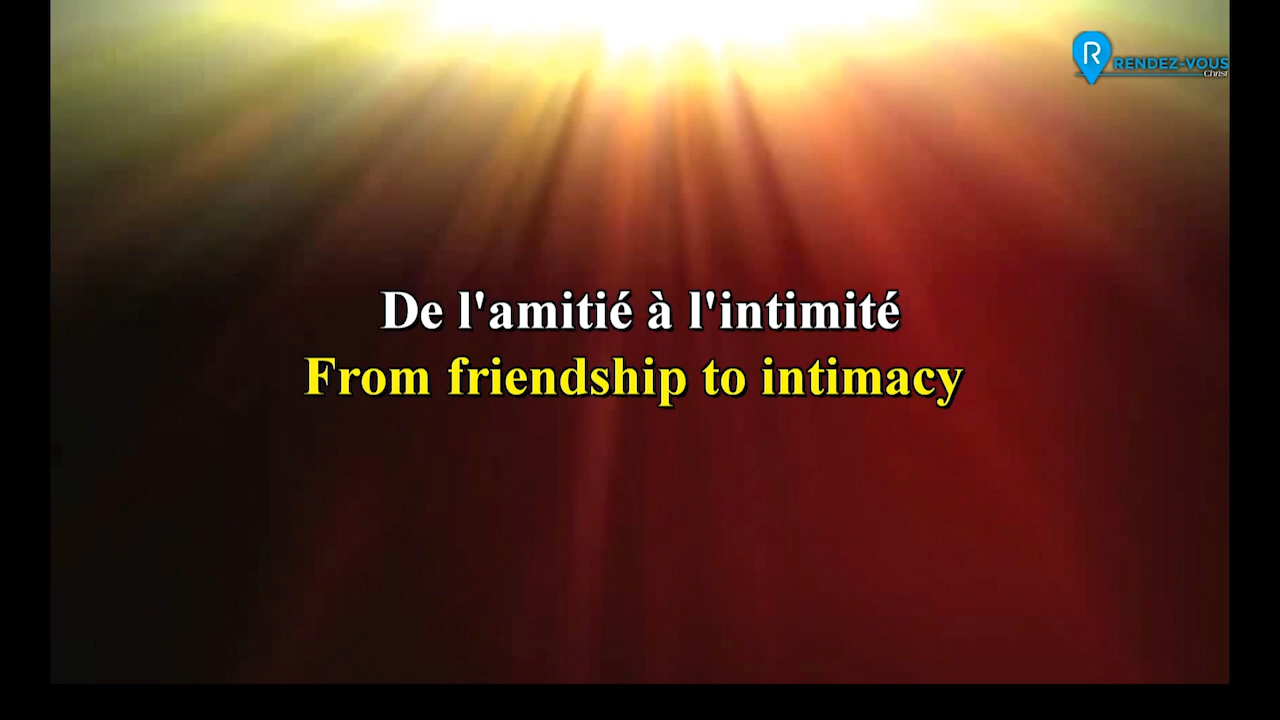 R
RENDEZ-VOUS
Christ
De l'amitié à l'intimité
From friendship to intimacy